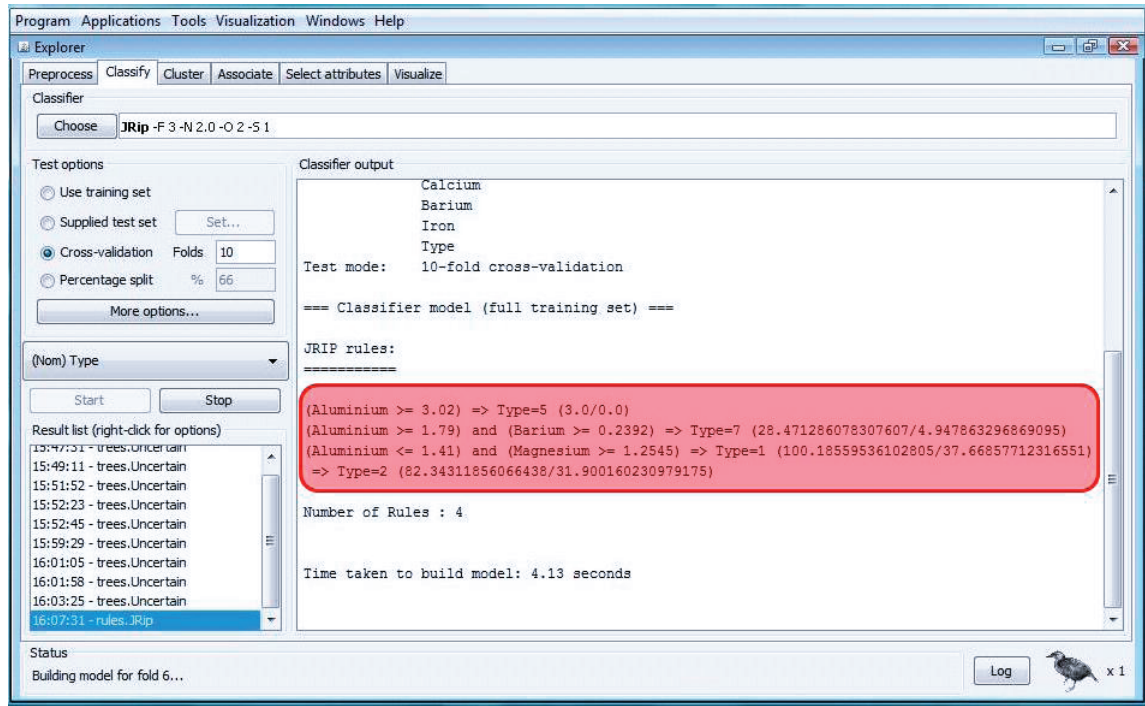 Program Applications Tools Visualization Windows Help
Explorer
Preprocess Classify Cluster Associate Select attributes Visualize
Classifier
Choose JRip -F 3 -N 2.0 -O 2 -S 1
Test options
Use training set
Supplied test set Set...
Cross-validation Folds 10
Percentage split % 66
More options...
(Nom) Type
Start Stop
Result list (right-click for options)
15:47:31 - trees.Uncertain
15:49:11 - trees.Uncertain
15:51:52 - trees.Uncertain
15:52:23 - trees.Uncertain
15:52:45 - trees.Uncertain
15:59:29 - trees.Uncertain
16:01:05 - trees.Uncertain
16:01:58 - trees.Uncertain
16:03:25 - trees.Uncertain
16:07:31 - rules.JRip
Classifier output
Calcium
Barium
Iron
Type
Test mode: 10-fold cross-validation
=== Classifier model (full training set) ===
JRIP rules:
===========
(Aluminium >= 3.02) => Type=5 (3.0/0.0)
(Aluminium >= 1.79) and (Barium >= 0.2392) => Type=7 (28.471286078307607/4.947863296869095)
(Aluminium <= 1.41) and (Magnesium >= 1.2545) => Type=1 (100.18559536102805/37.66857712316551)
=> Type=2 (82.34311856066438/31.900160230979175)
Number of Rules : 4
Time taken to build model: 4.13 seconds
Status
Building model for fold 6...
Log x 1